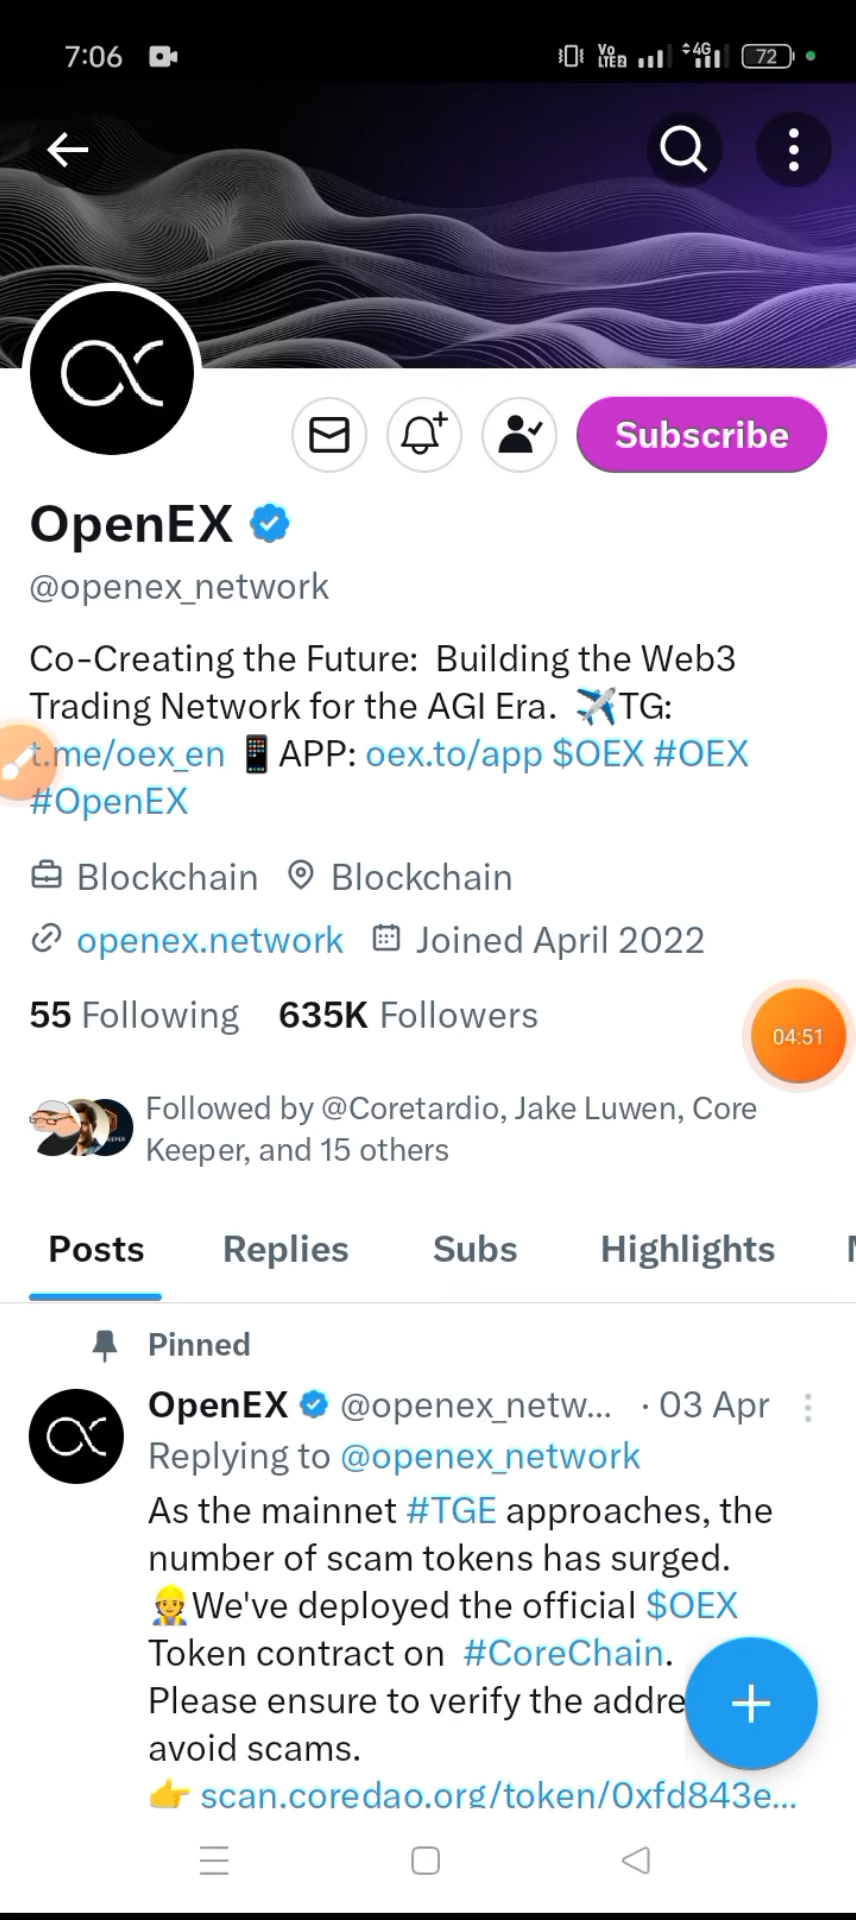 7:06
Vo LTE 2 4G 72
Subscribe
OpenEX
@openex_network
Co-Creating the Future: Building the Web3
Trading Network for the AGI Era. ✈️TG:
t.me/oex_en 📱APP: oex.to/app $OEX #OEX
#OpenEX
Blockchain Blockchain
openex.network Joined April 2022
55 Following 635K Followers
04:51
Followed by @Coretardio, Jake Luwen, Core
Keeper, and 15 others
Posts Replies Subs Highlights
Pinned
OpenEX @openex_netw... · 03 Apr
Replying to @openex_network
As the mainnet #TGE approaches, the
number of scam tokens has surged.
👷We've deployed the official $OEX
Token contract on #CoreChain.
Please ensure to verify the addre
avoid scams.
👉 scan.coredao.org/token/0xfd843e...